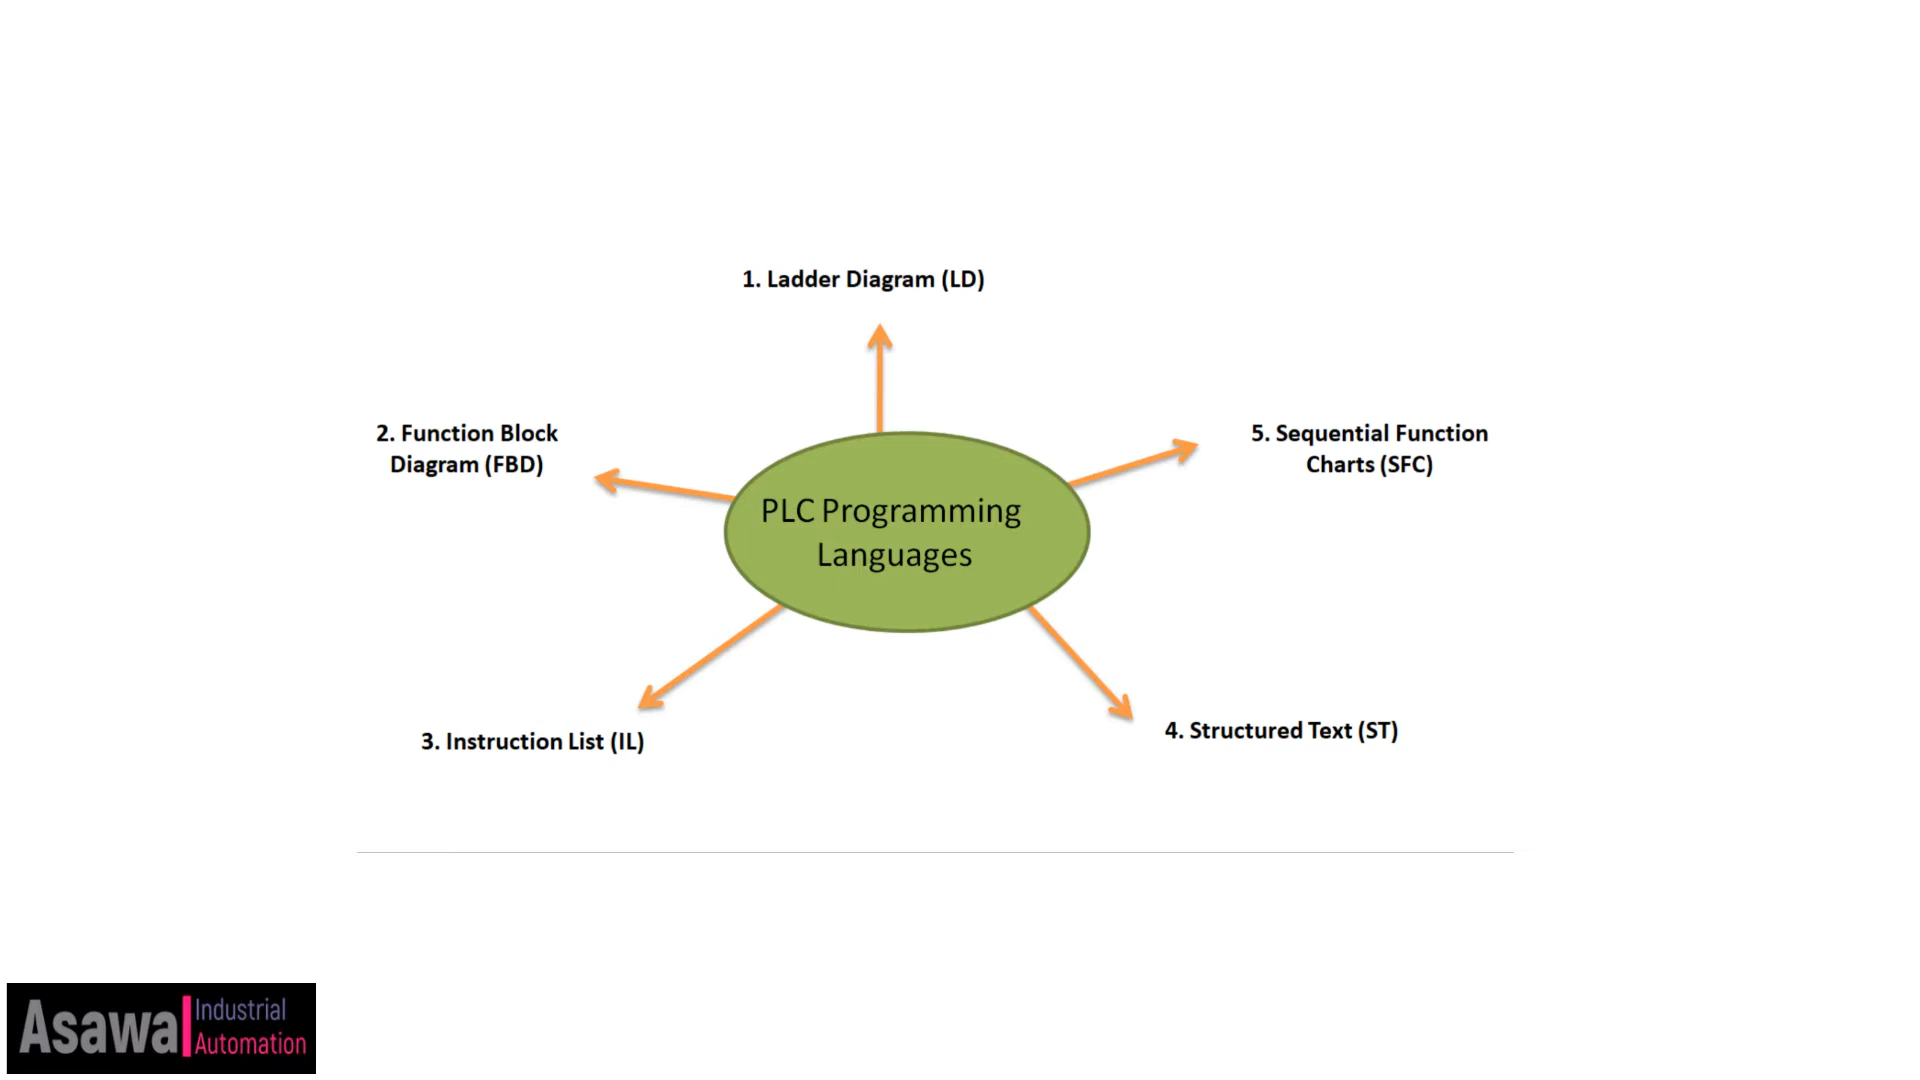 1. Ladder Diagram (LD)
2. Function Block
Diagram (FBD)
5. Sequential Function
Charts (SFC)
PLC Programming
Languages
3. Instruction List (IL)
4. Structured Text (ST)
Asawa
Industrial
Automation